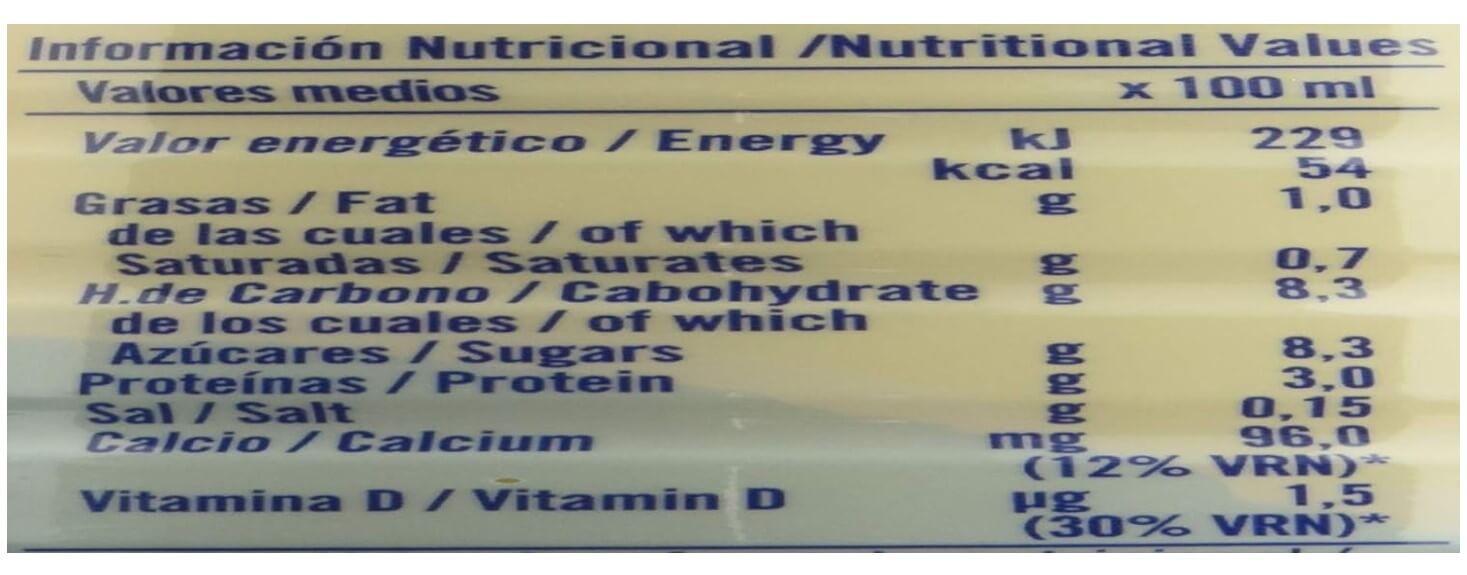 Información Nutricional /Nutritional Values
Valores medios x 100 ml
Valor energético / Energy kJ 229
kcal 54
Grasas / Fat g 1,0
de las cuales / of which
Saturadas / Saturates g 0,7
H.de Carbono / Cabohydrate g 8,3
de los cuales / of which
Azúcares / Sugars g 8,3
Proteínas / Protein g 3,0
Sal / Salt g 0,15
Calcio / Calcium mg 96,0
(12% VRN)*
Vitamina D / Vitamin D µg 1,5
(30% VRN)*